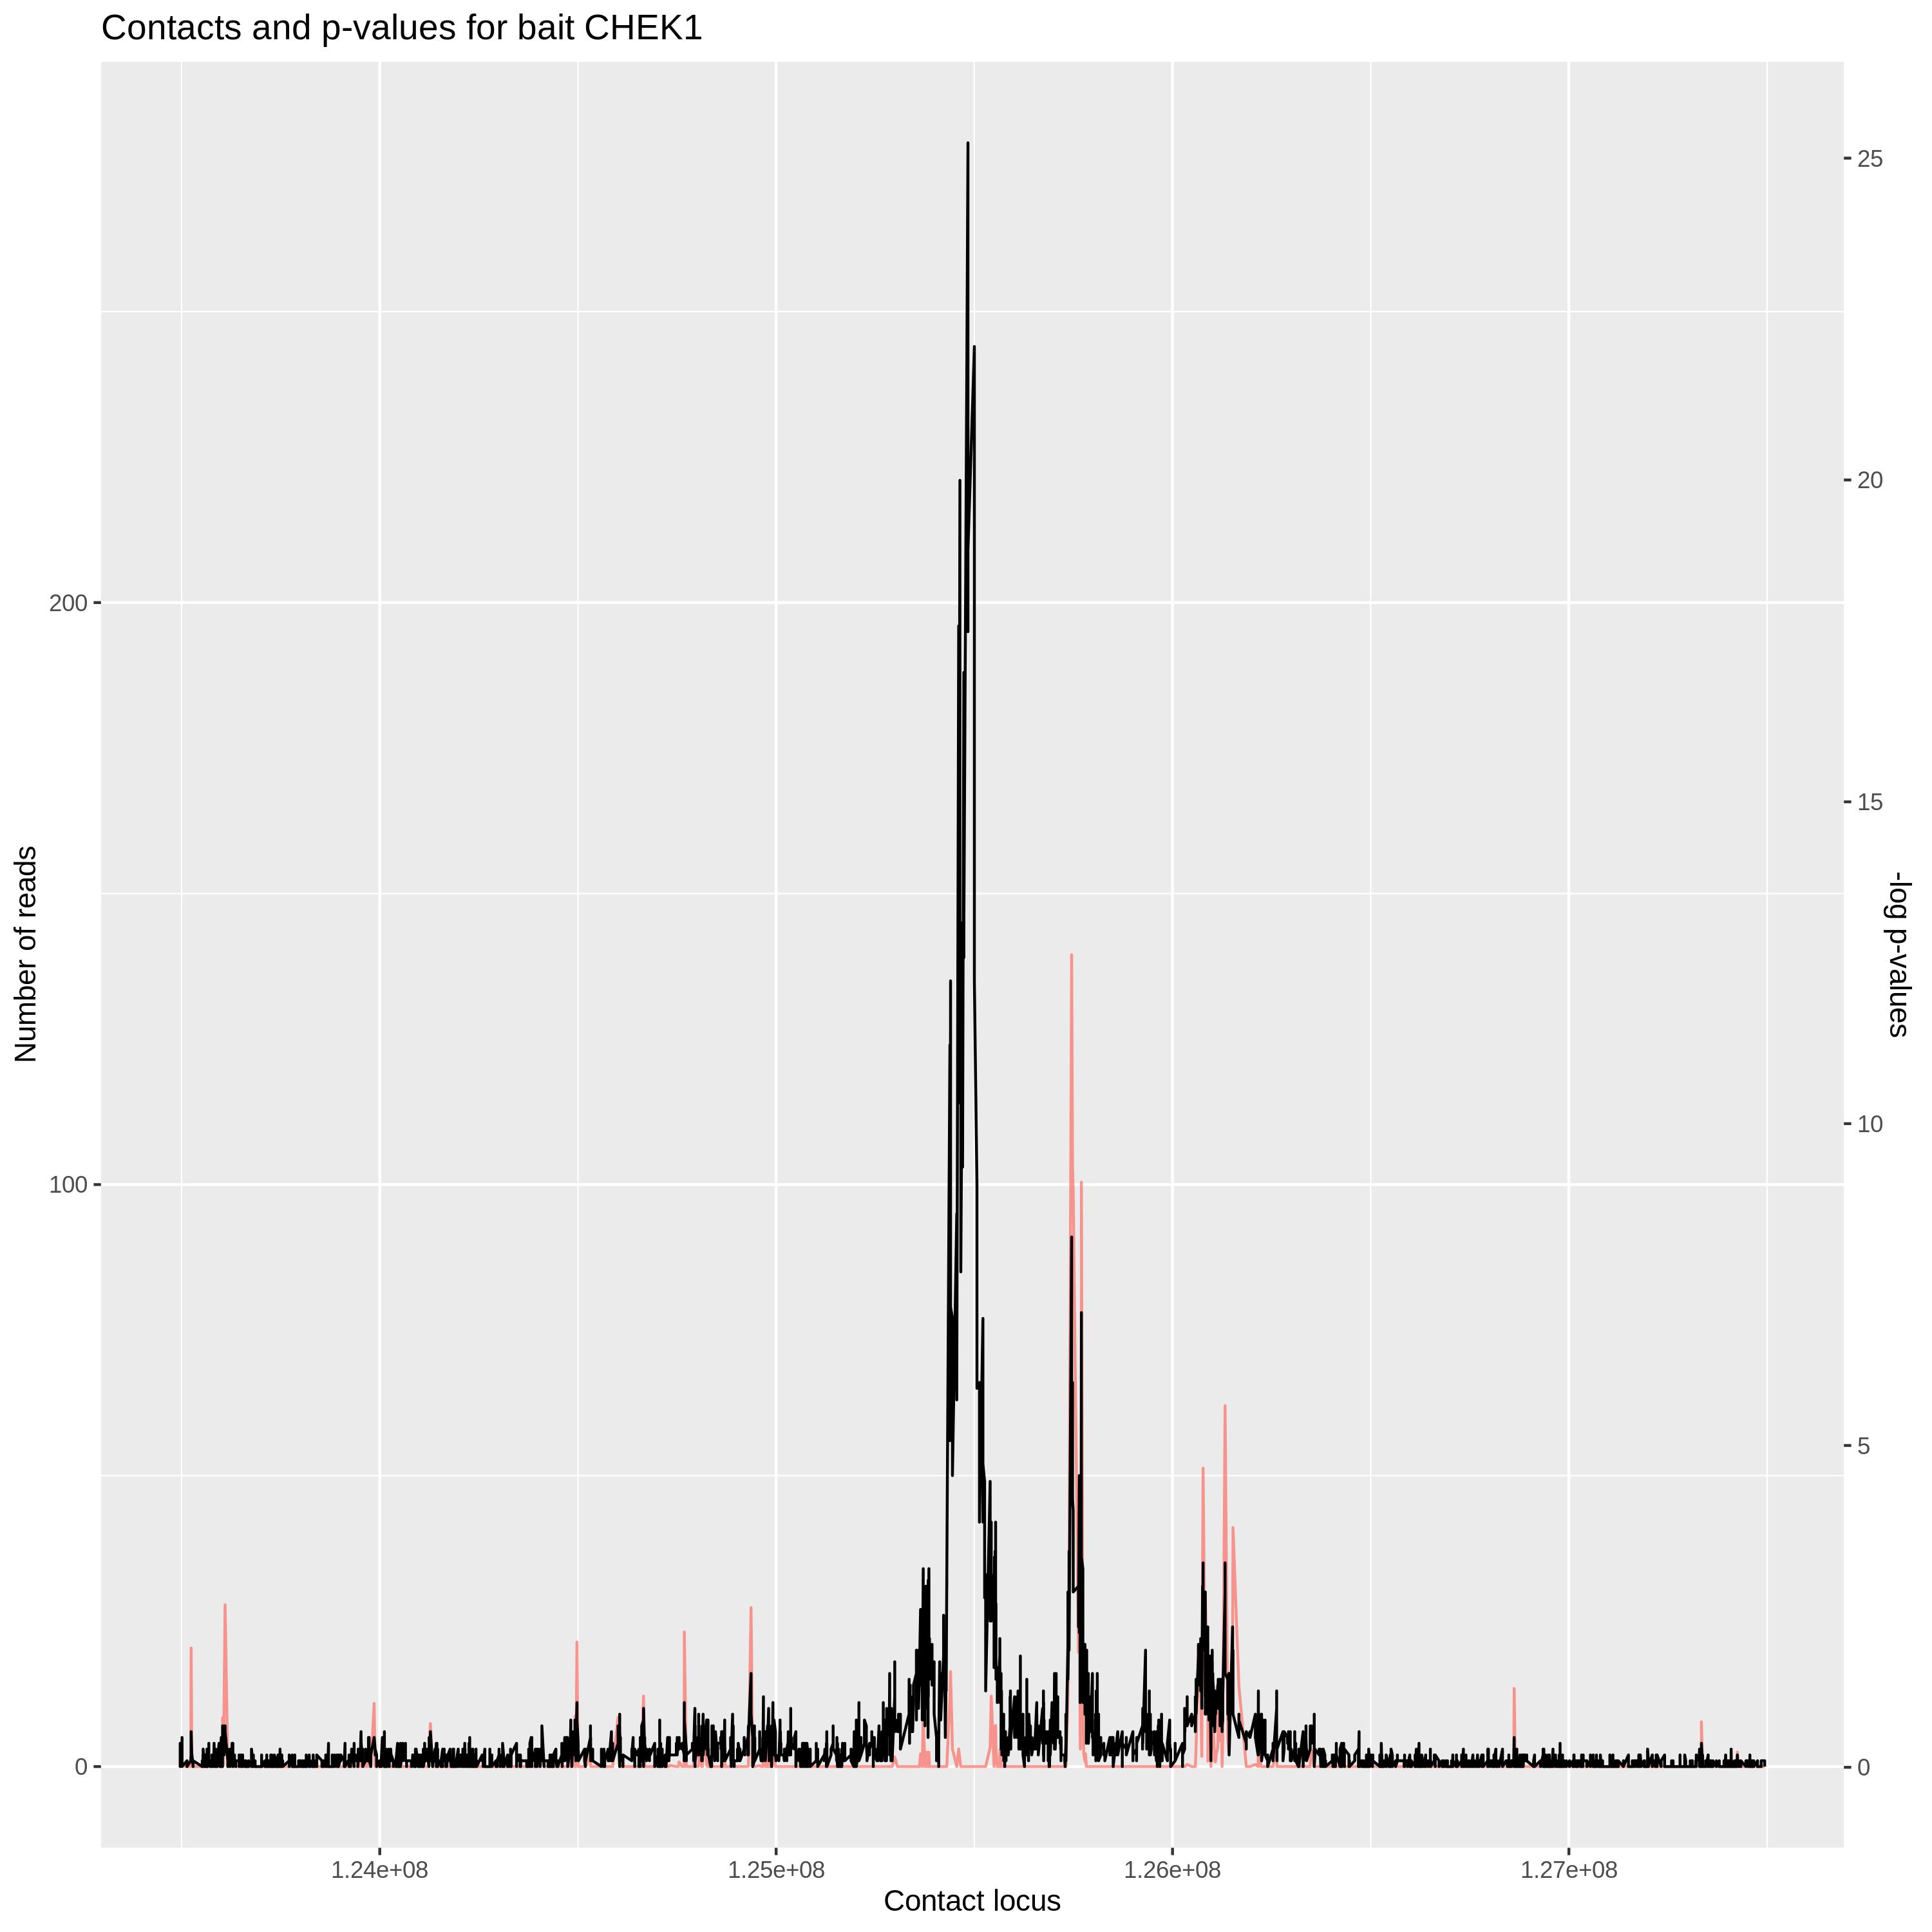 Contacts and p-values for bait CHEK1
Number of reads
200
100
0
25
20
15
10
5
0
-log p-values
1.24e+08
1.25e+08
1.26e+08
1.27e+08
Contact locus